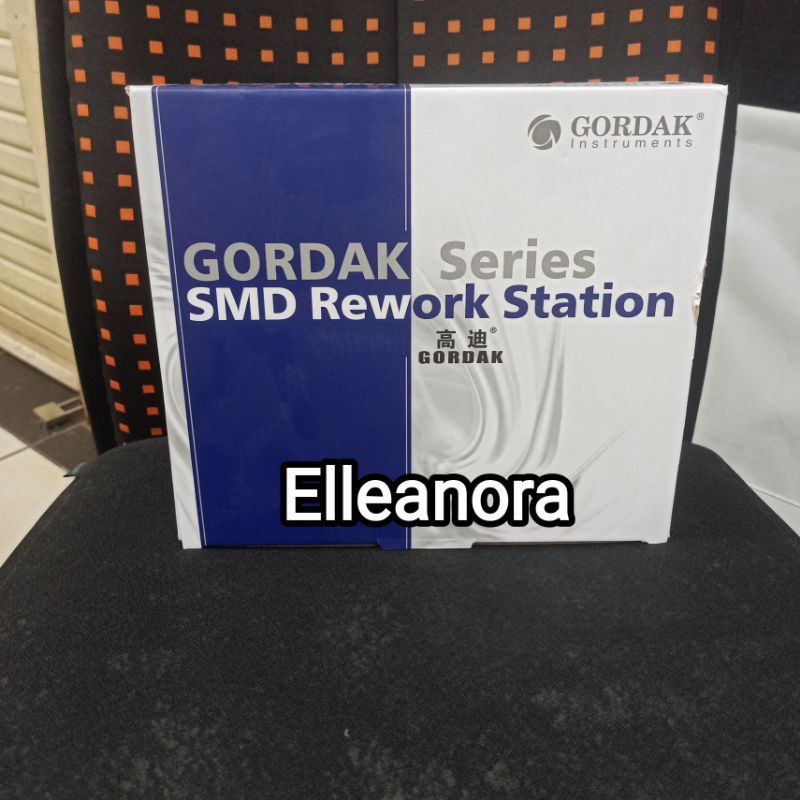 GORDAK®
Instruments
GORDAK Series
SMD Rework Station
高迪®
GORDAK
Elleanora